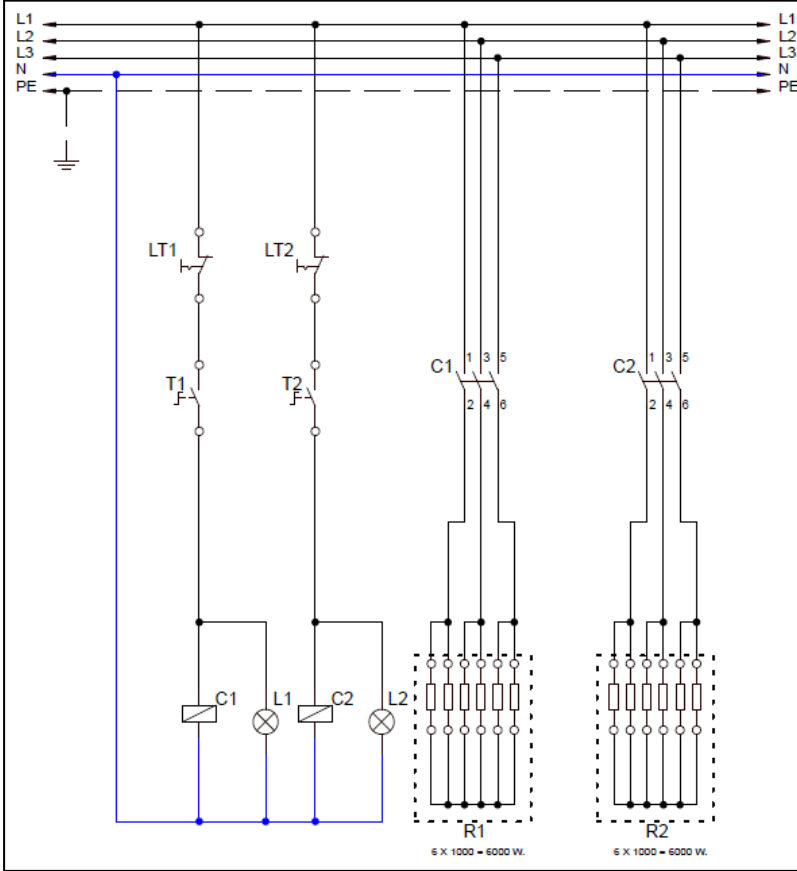 L1 L1
L2 L2
L3 L3
N N
PE PE
LT1 LT2
T1 T2 C1 1 3 5 C2 1 3 5
2 4 6 2 4 6
C1 L1 C2 L2
R1 R2
6 X 1000 = 6000 W. 6 X 1000 = 6000 W.